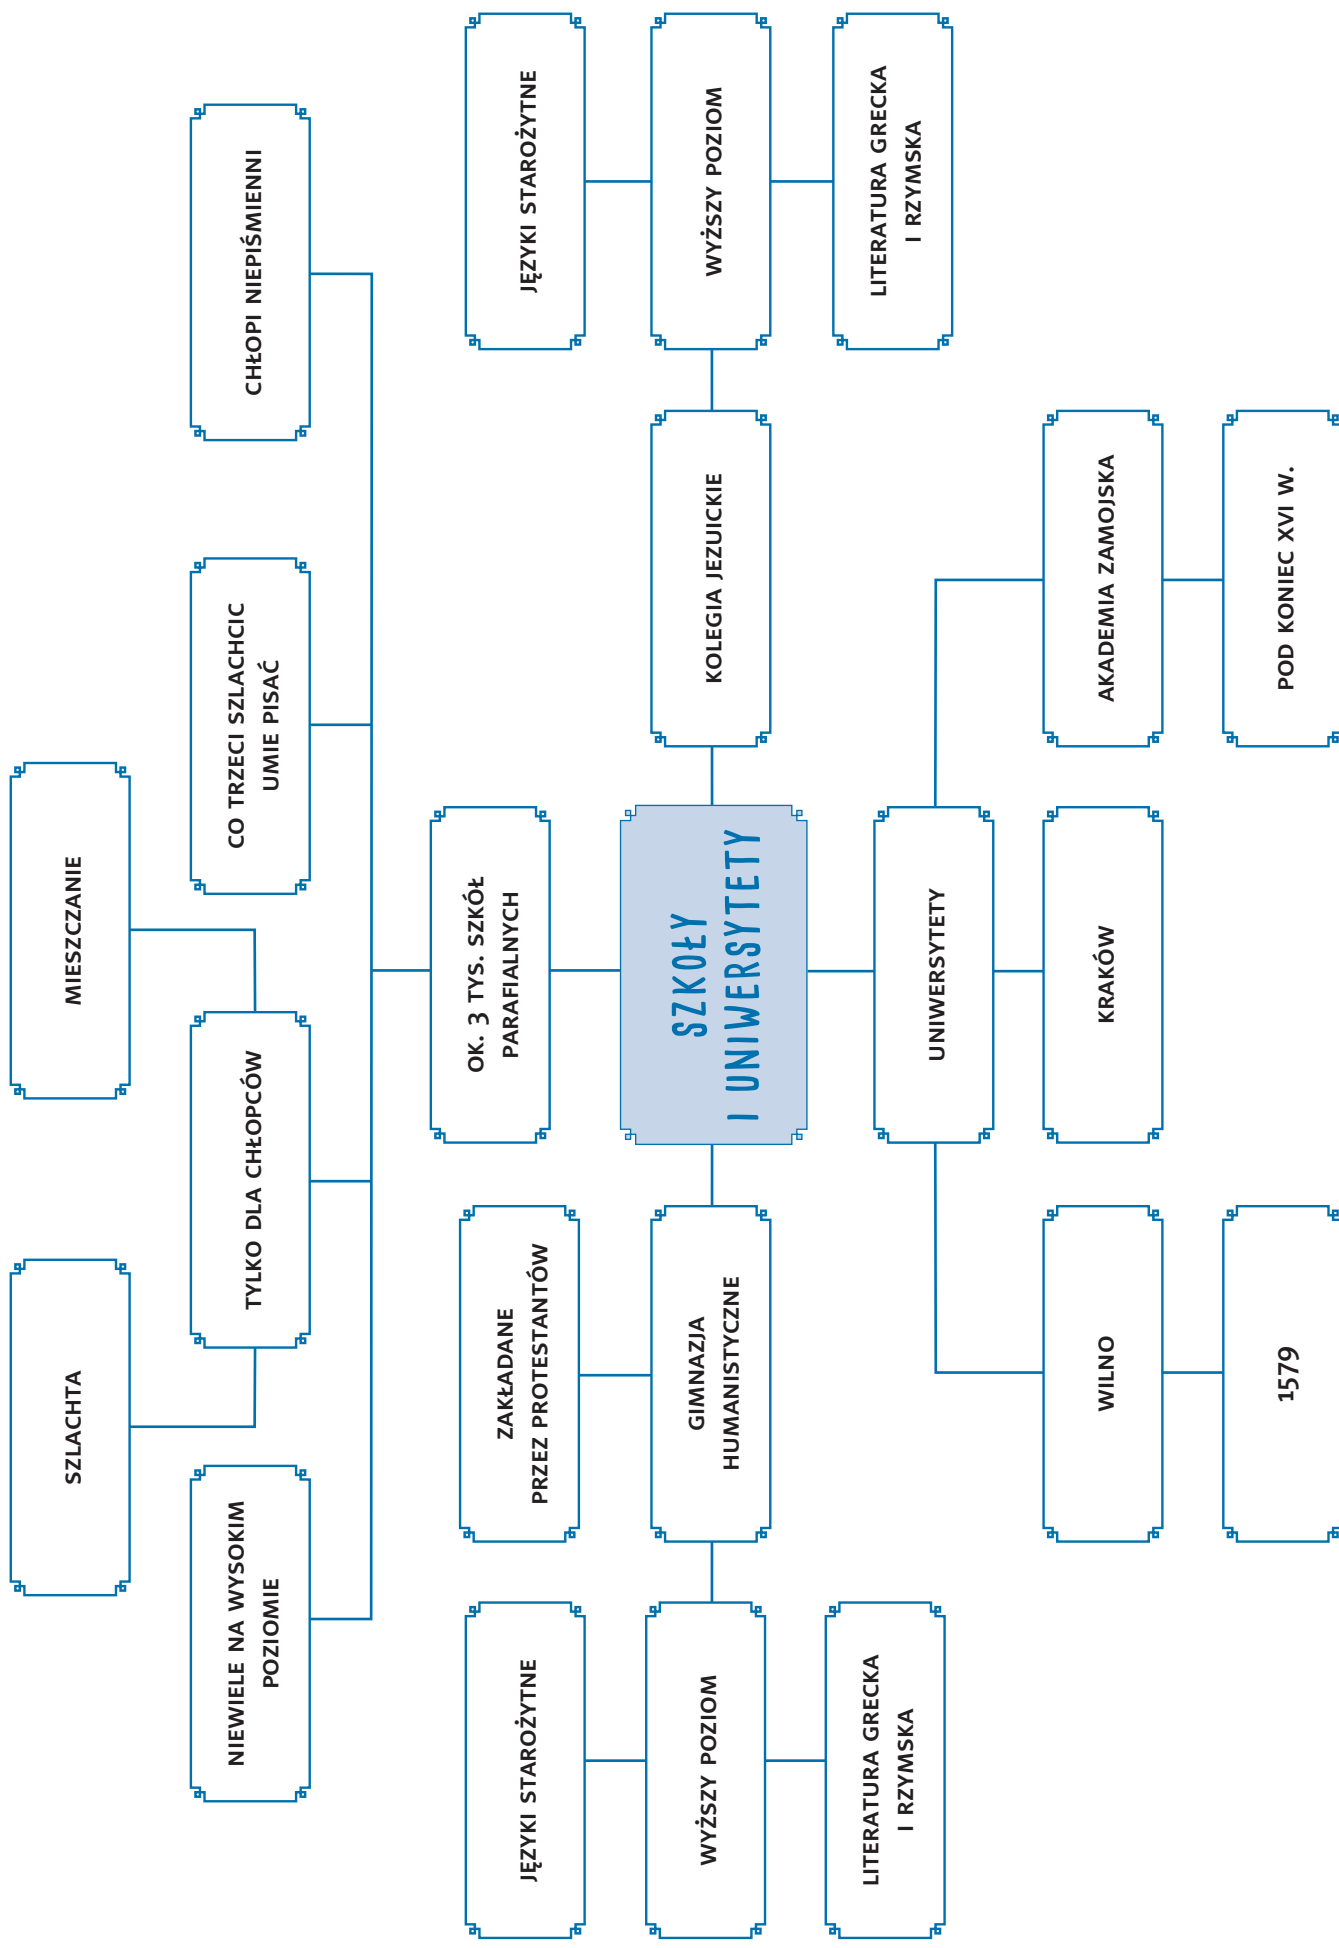 SZLACHTA
MIESZCZANIE
NIEWIELE NA WYSOKIM
POZIOMIE
TYLKO DLA CHŁOPCÓW
CO TRZECI SZLACHCIC
UMIE PISAĆ
CHŁOPI NIEPIŚMIENNI
OK. 3 TYS. SZKÓŁ
PARAFIALNYCH
JĘZYKI STAROŻYTNE
ZAKŁADANE
PRZEZ PROTESTANTÓW
JĘZYKI STAROŻYTNE
WYŻSZY POZIOM
GIMNAZJA
HUMANISTYCZNE
SZKOŁY
I UNIWERSYTETY
KOLEGIA JEZUICKIE
WYŻSZY POZIOM
LITERATURA GRECKA
I RZYMSKA
LITERATURA GRECKA
I RZYMSKA
UNIWERSYTETY
WILNO
KRAKÓW
AKADEMIA ZAMOJSKA
1579
POD KONIEC XVI W.